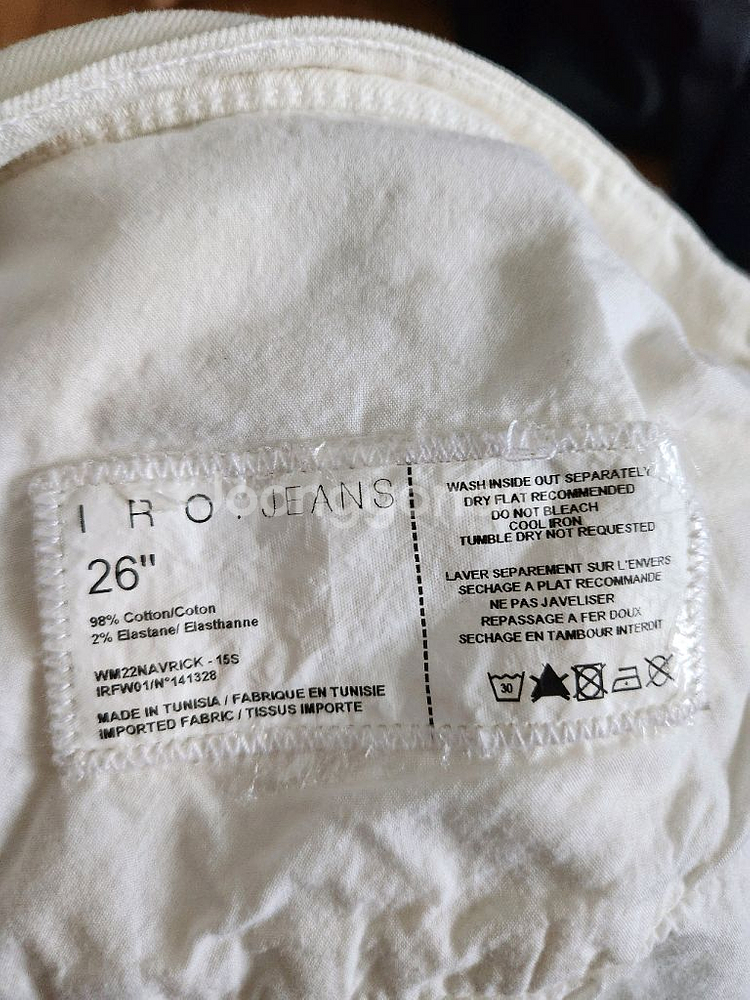 I R O . JEANS
26"
98% Cotton/Coton
2% Elastane/ Elasthanne
WM22NAVRICK - 15S
IRFW01/N°141328
MADE IN TUNISIA / FABRIQUE EN TUNISIE
IMPORTED FABRIC / TISSUS IMPORTE
WASH INSIDE OUT SEPARATELY
DRY FLAT RECOMMENDED
DO NOT BLEACH
COOL IRON
TUMBLE DRY NOT REQUESTED
LAVER SEPAREMENT SUR L'ENVERS
SECHAGE A PLAT RECOMMANDE
NE PAS JAVELISER
REPASSAGE A FER DOUX
SECHAGE EN TAMBOUR INTERDIT
30